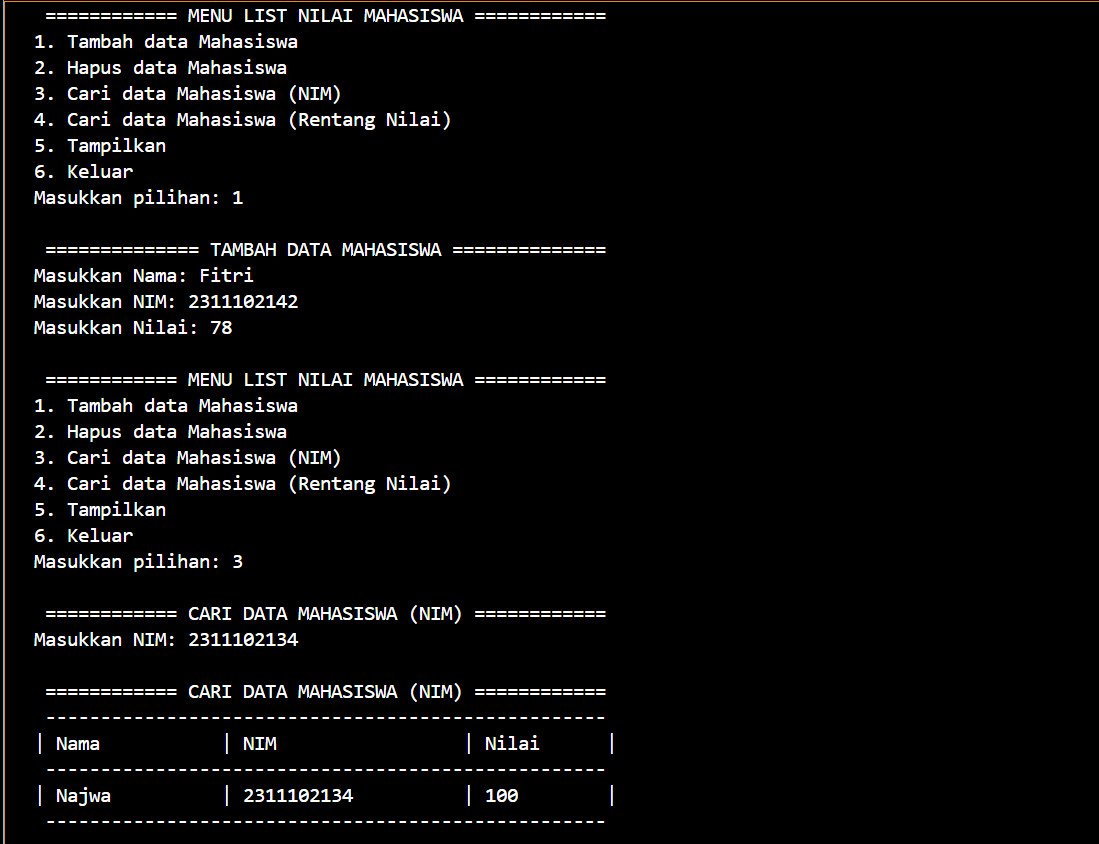 ============ MENU LIST NILAI MAHASISWA ============
1. Tambah data Mahasiswa
2. Hapus data Mahasiswa
3. Cari data Mahasiswa (NIM)
4. Cari data Mahasiswa (Rentang Nilai)
5. Tampilkan
6. Keluar
Masukkan pilihan: 1
============== TAMBAH DATA MAHASISWA ==============
Masukkan Nama: Fitri
Masukkan NIM: 2311102142
Masukkan Nilai: 78
============ MENU LIST NILAI MAHASISWA ============
1. Tambah data Mahasiswa
2. Hapus data Mahasiswa
3. Cari data Mahasiswa (NIM)
4. Cari data Mahasiswa (Rentang Nilai)
5. Tampilkan
6. Keluar
Masukkan pilihan: 3
============ CARI DATA MAHASISWA (NIM) ============
Masukkan NIM: 2311102134
============ CARI DATA MAHASISWA (NIM) ============
---------------------------------------------------
| Nama | NIM | Nilai |
---------------------------------------------------
| Najwa | 2311102134 | 100 |
---------------------------------------------------